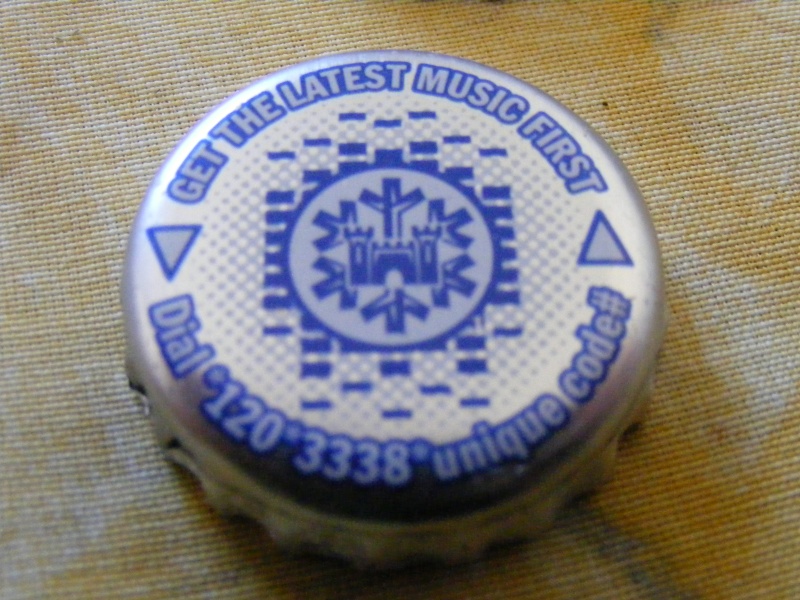 GET THE LATEST MUSIC FIRST
Dial *120*3338*unique code#